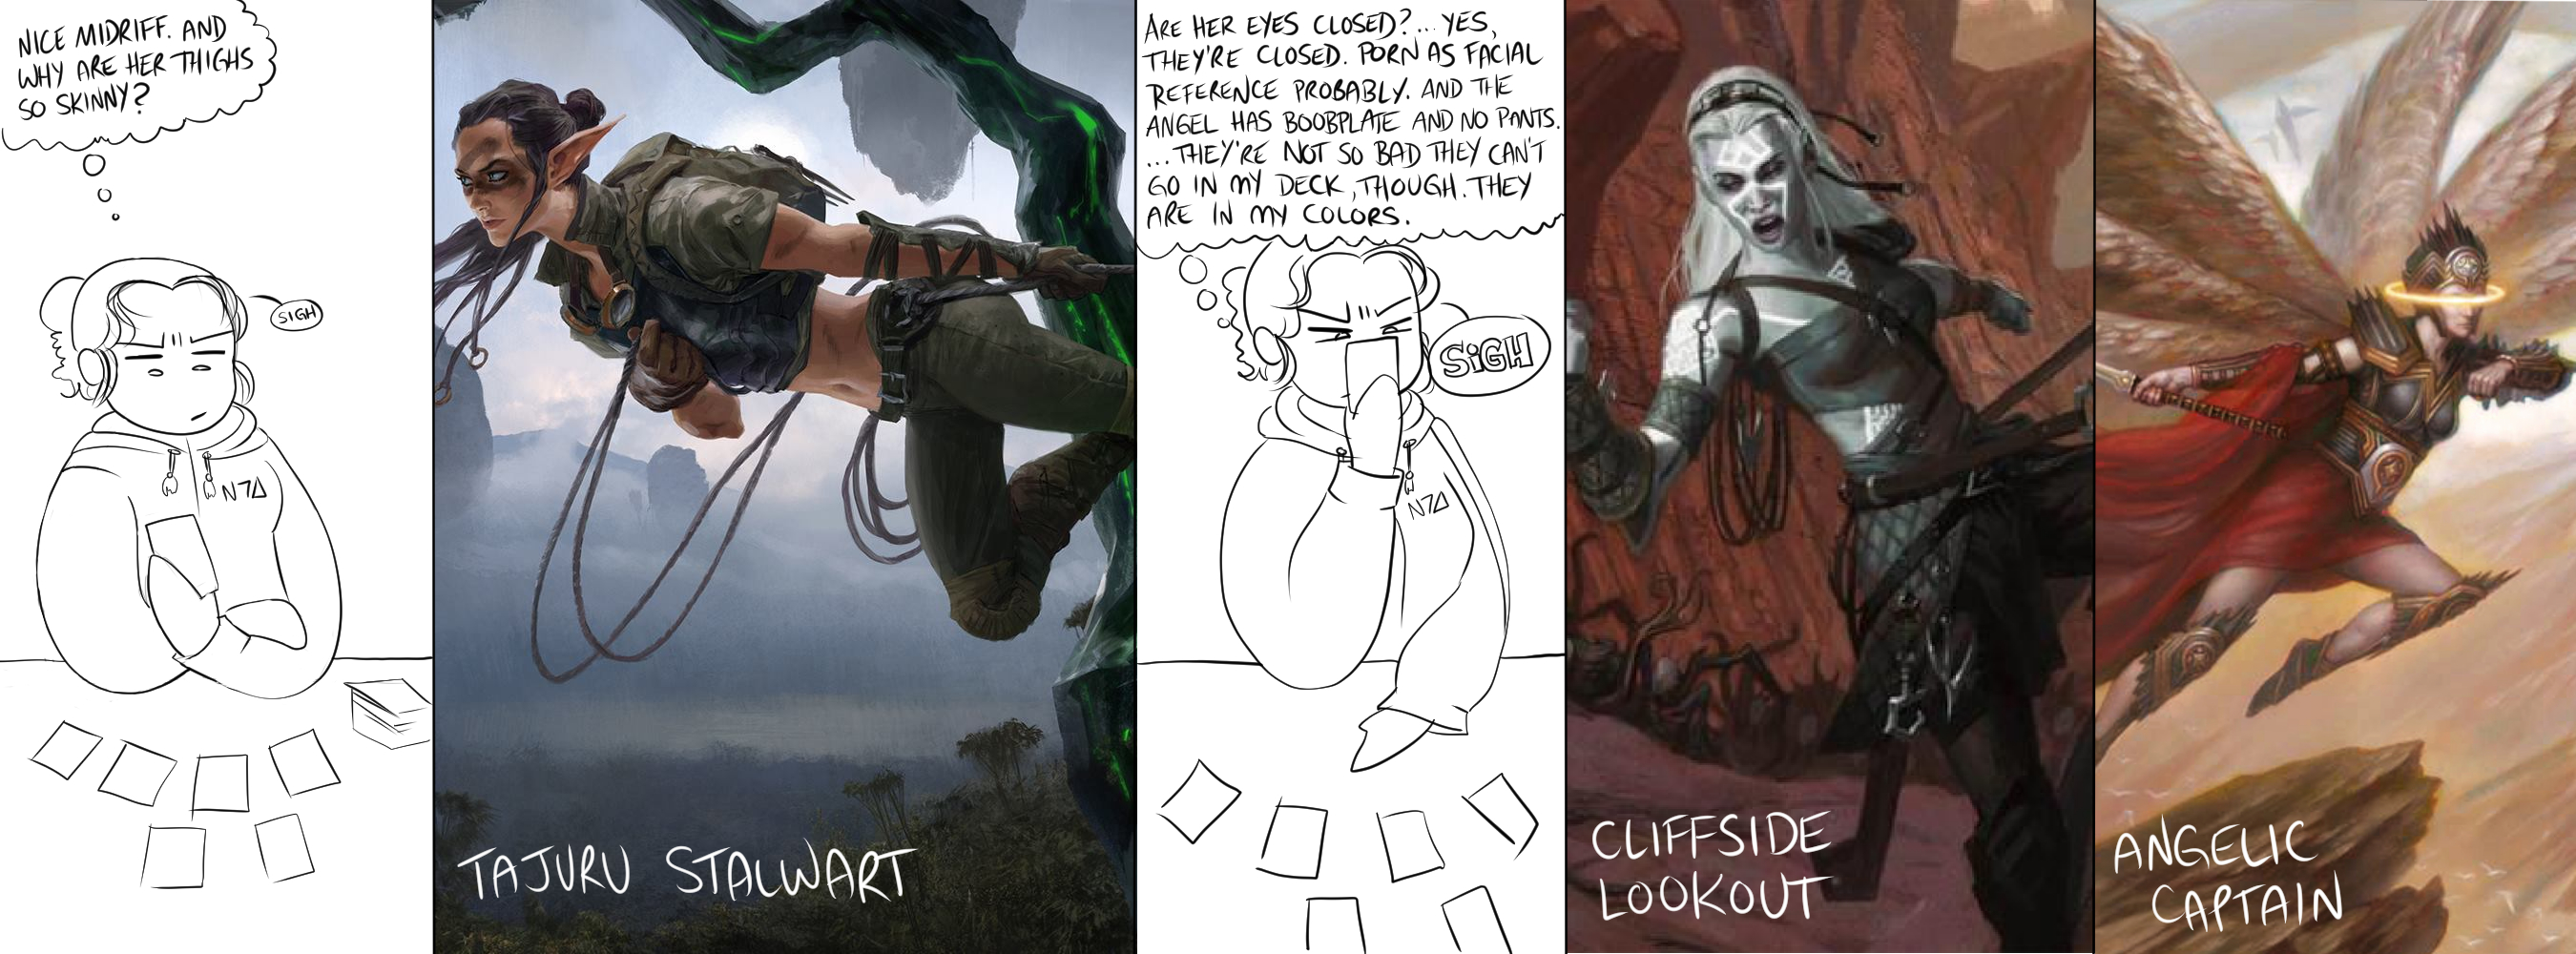 NICE MIDRIFF. AND
WHY ARE HER THIGHS
SO SKINNY?
SIGH
N7
TAJURU STALWART
ARE HER EYES CLOSED?...YES,
THEY'RE CLOSED. PORN AS FACIAL
REFERENCE PROBABLY. AND THE
ANGEL HAS BOOBPLATE AND NO PANTS.
...THEY'RE NOT SO BAD THEY CAN'T
GO IN MY DECK, THOUGH. THEY
ARE IN MY COLORS.
SIGH
N7
CLIFFSIDE
LOOKOUT
ANGELIC
CAPTAIN